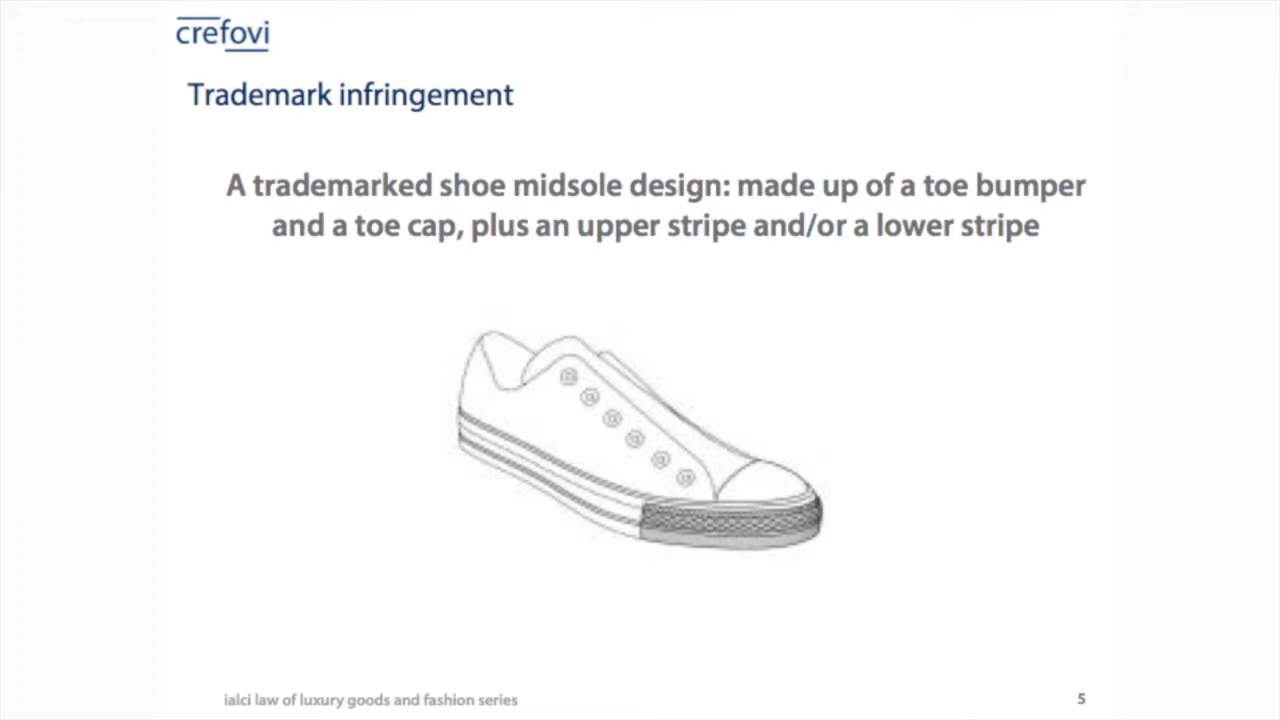 crefovi
Trademark infringement
A trademarked shoe midsole design: made up of a toe bumper
and a toe cap, plus an upper stripe and/or a lower stripe
ialci law of luxury goods and fashion series
5